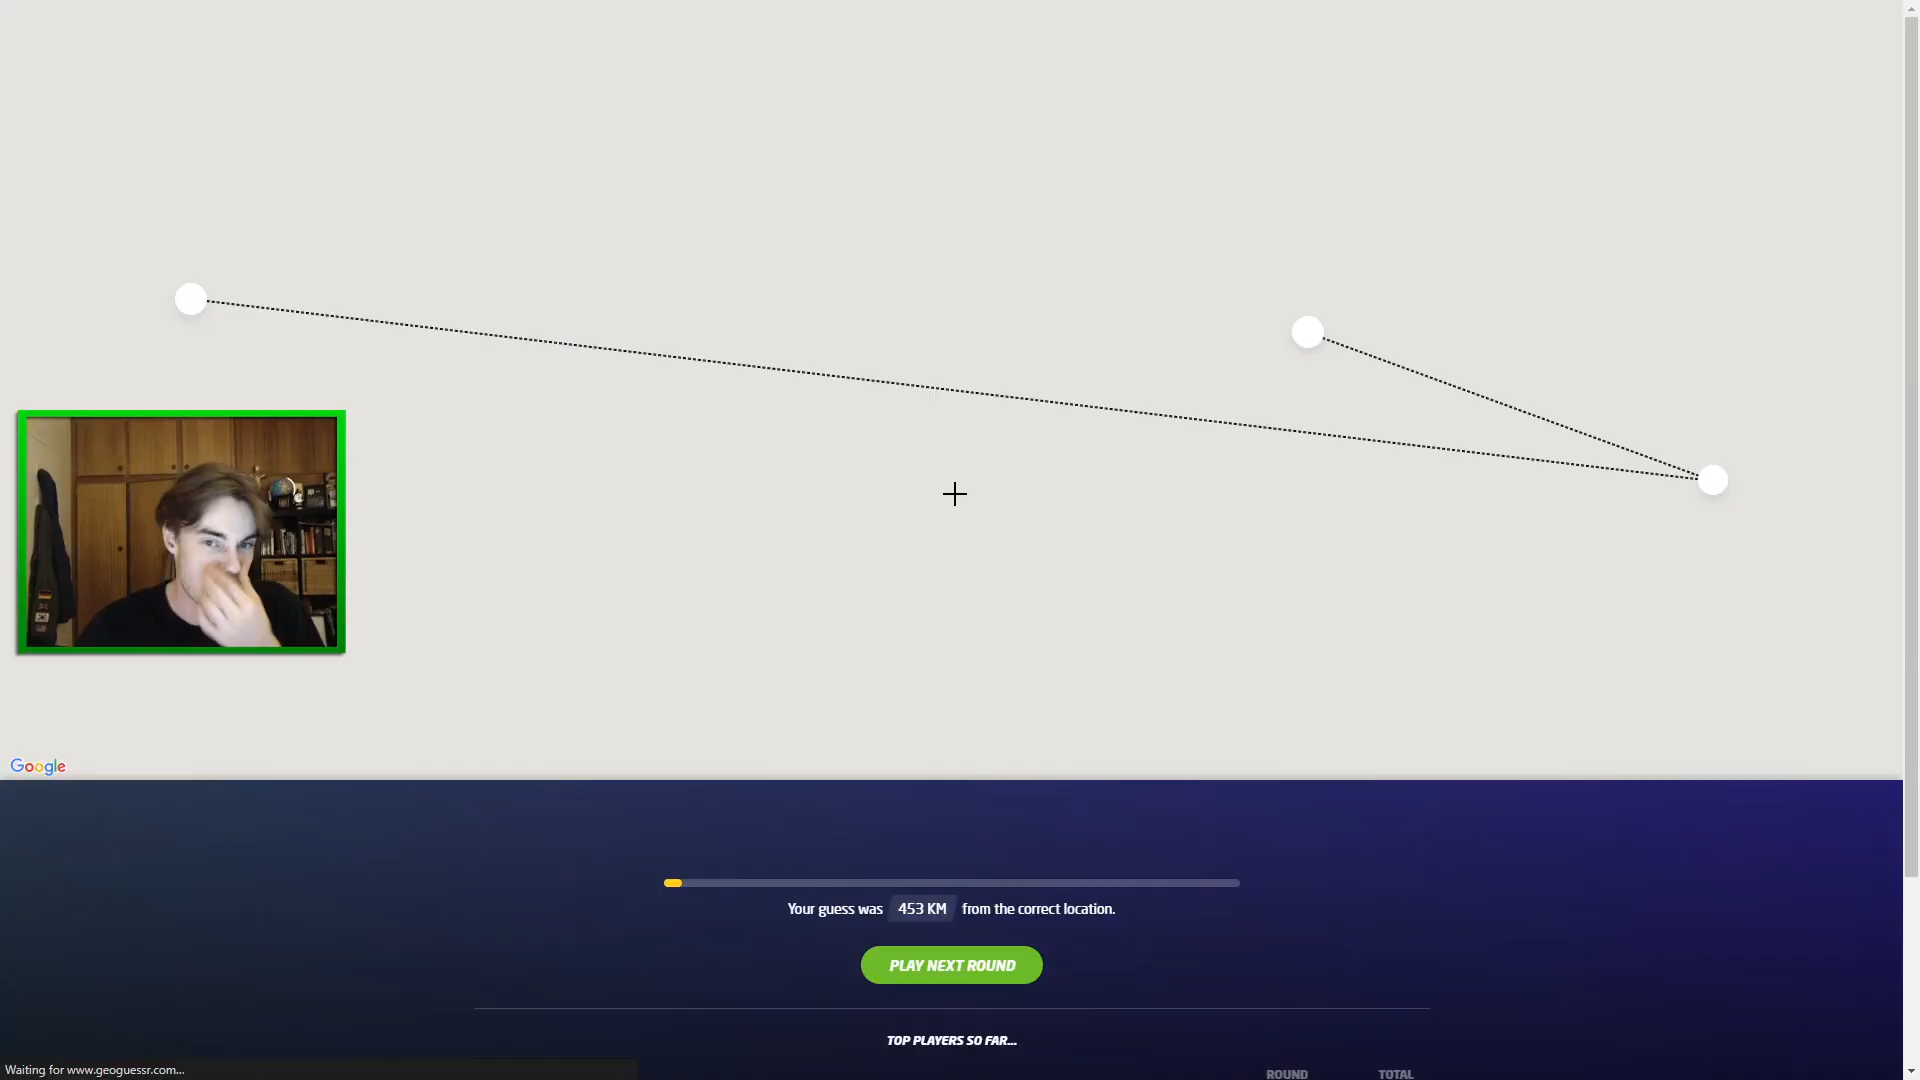 Google
Your guess was 453 KM from the correct location.
PLAY NEXT ROUND
TOP PLAYERS SO FAR...
Waiting for www.geoguessr.com...
ROUND TOTAL